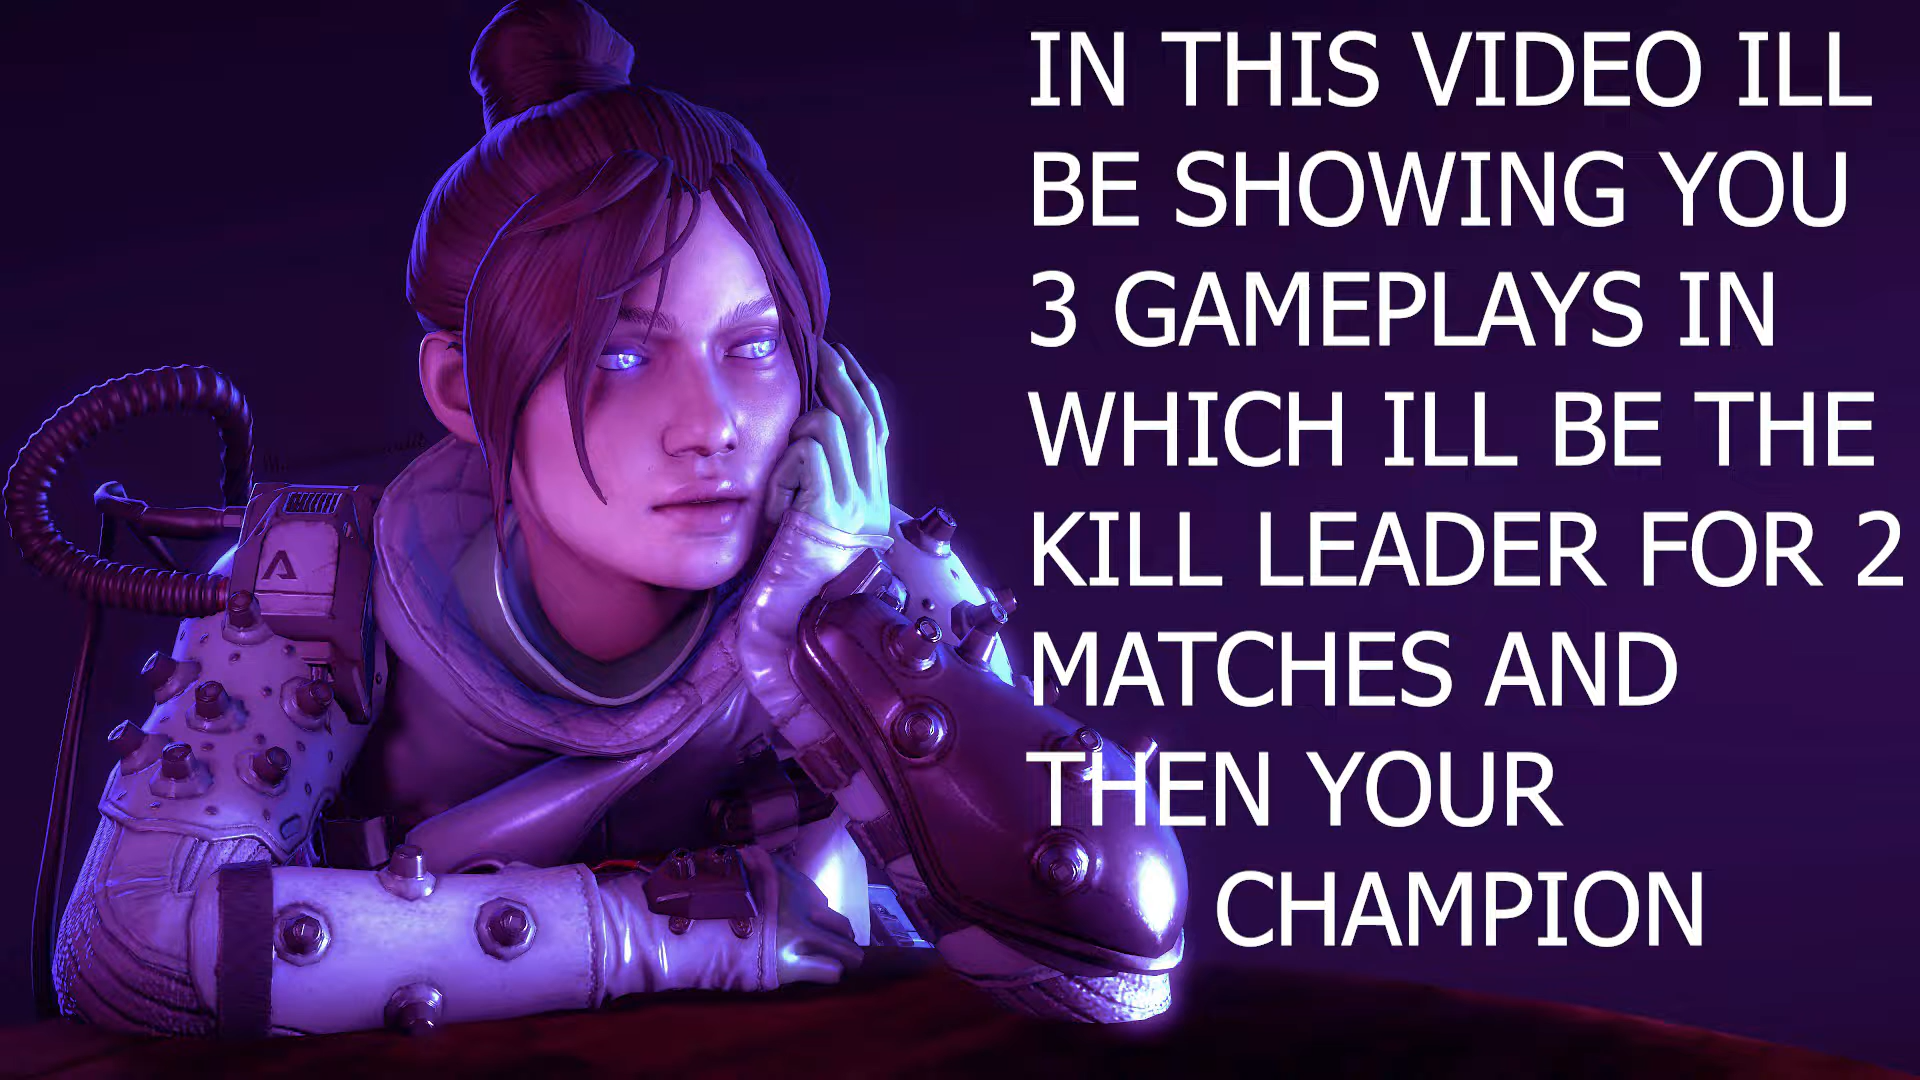 IN THIS VIDEO ILL
BE SHOWING YOU
3 GAMEPLAYS IN
WHICH ILL BE THE
KILL LEADER FOR 2
MATCHES AND
THEN YOUR
CHAMPION